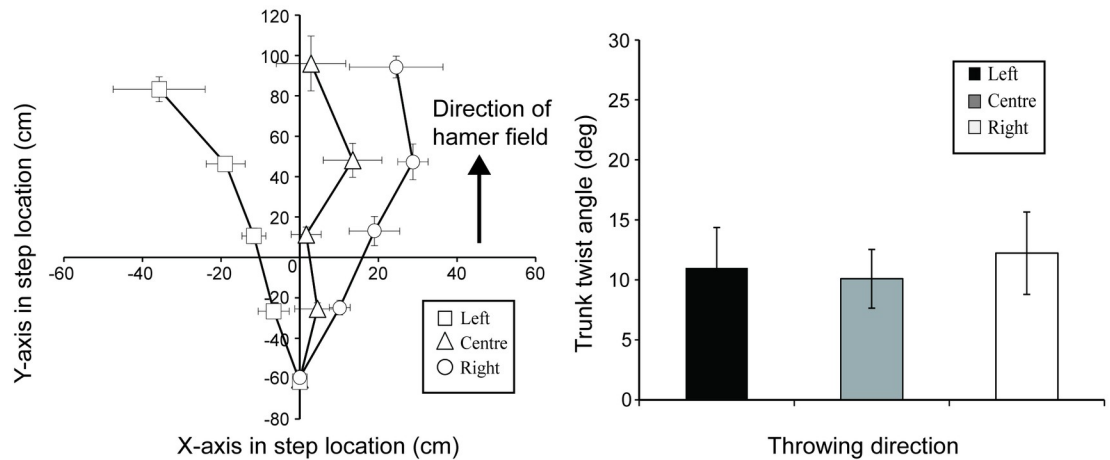 120
100
80
60
40
20
0
-20
-40
-60
-80
-60
-40
-20
20
40
60
Y-axis in step location (cm)
X-axis in step location (cm)
Direction of
hamer field
Left
Centre
Right
30
25
20
15
10
5
0
Trunk twist angle (deg)
Left
Centre
Right
Throwing direction